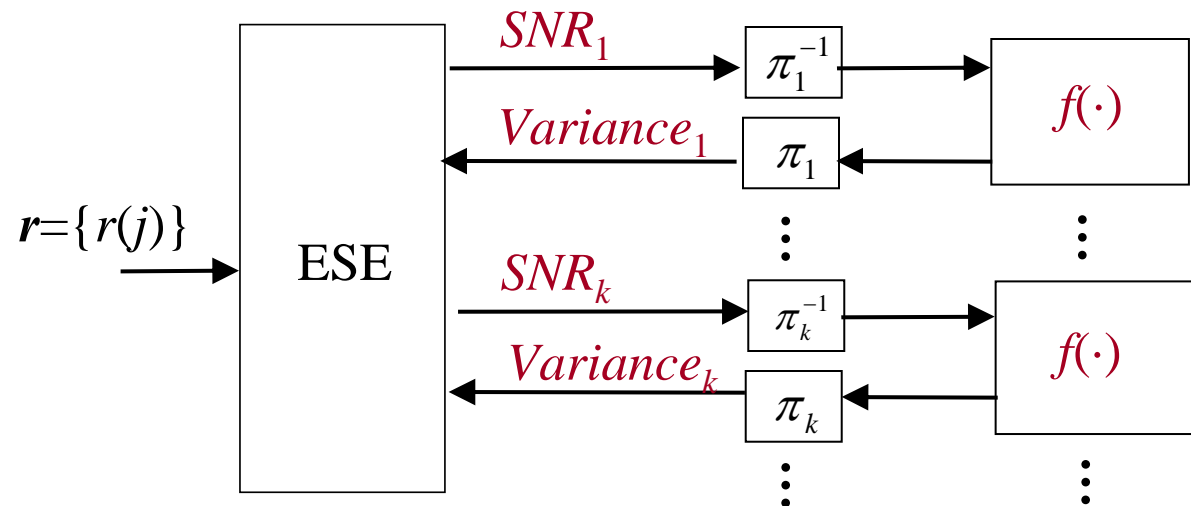 SNR₁
π₁⁻¹
f(·)
Variance₁
π₁
r={r(j)}
ESE
SNRₖ
πₖ⁻¹
f(·)
Varianceₖ
πₖ